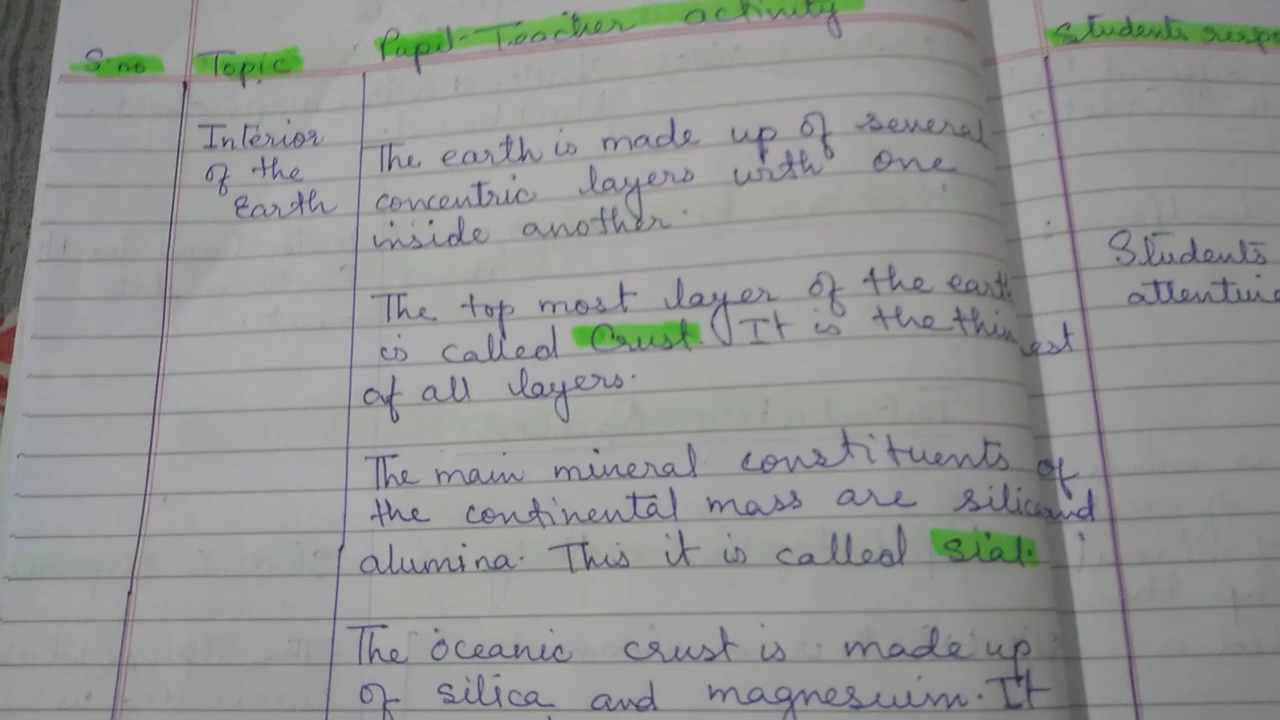 S.no Topic Pupil-Teacher activity Students
Interior
of the
Earth
The earth is made up of several
concentric layers with one
inside another.
The top most layer of the earth
is called Crust. It is the thinnest
of all layers.
The main mineral constituents of
the continental mass are silica and
alumina. This it is called sial.
The oceanic crust is made up
of silica and magnesium. It
Students